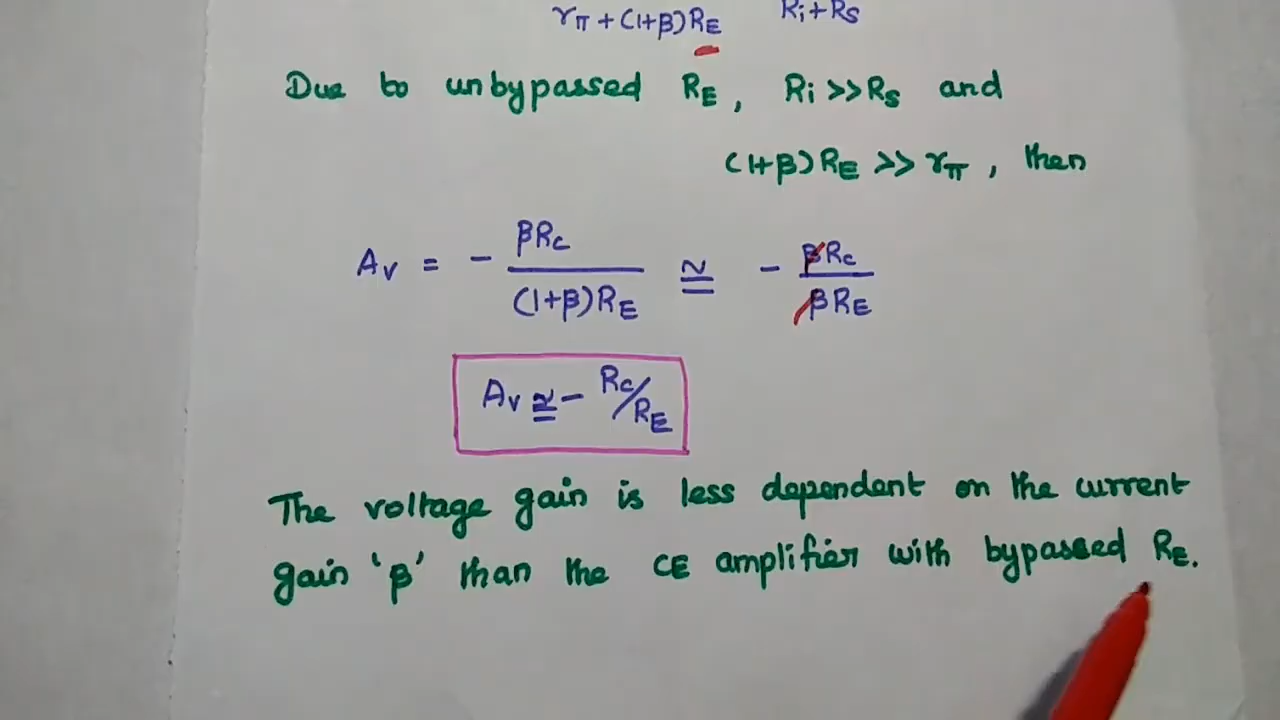 rπ + (1+β)RE Ri+Rs
Due to unbypassed RE, Ri >> Rs and
(1+β)RE >> rπ, then
Av = - βRc / (1+β)RE ≅ - βRc / βRE
Av ≅ - Rc/RE
The voltage gain is less dependent on the current
gain 'β' than the CE amplifier with bypassed RE.